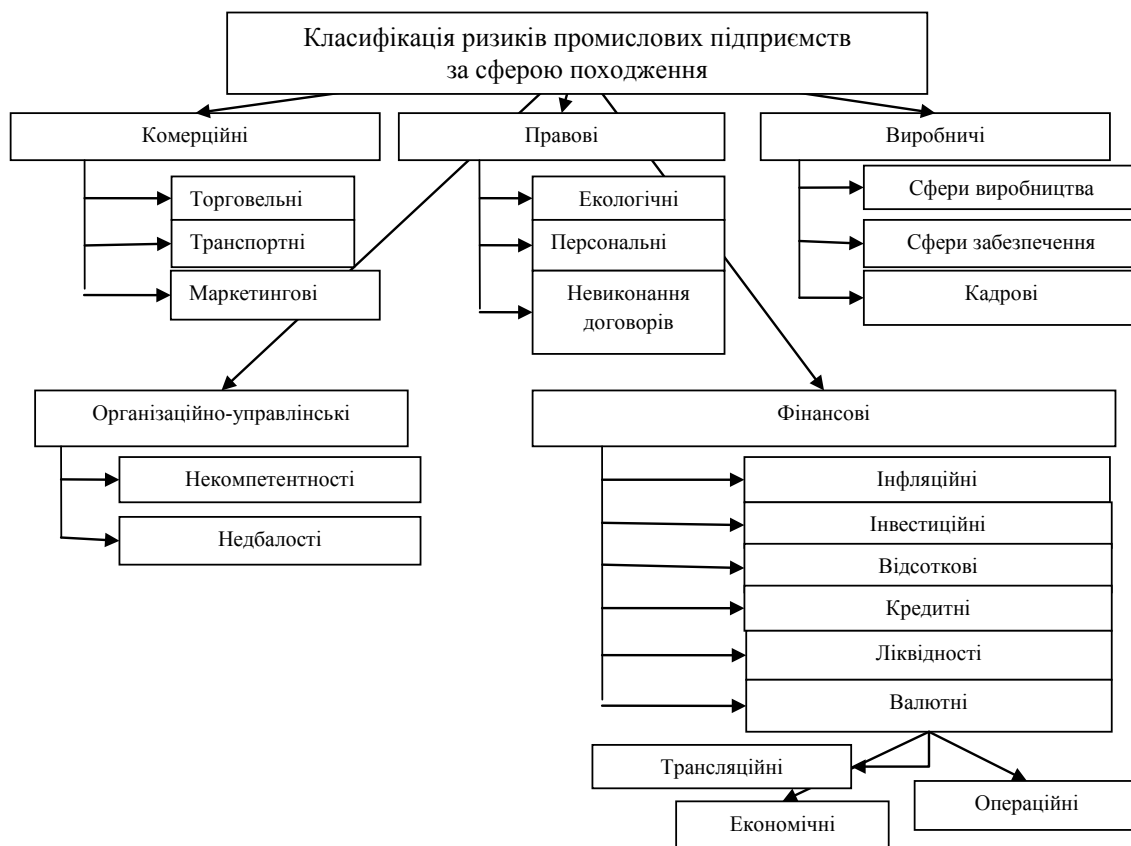 Класифікація ризиків промислових підприємств
за сферою походження
Комерційні
Правові
Виробничі
Торговельні
Транспортні
Маркетингові
Екологічні
Персональні
Невиконання
договорів
Сфери виробництва
Сфери забезпечення
Кадрові
Організаційно-управлінські
Некомпетентності
Недбалості
Фінансові
Інфляційні
Інвестиційні
Відсоткові
Кредитні
Ліквідності
Валютні
Трансляційні
Економічні
Операційні